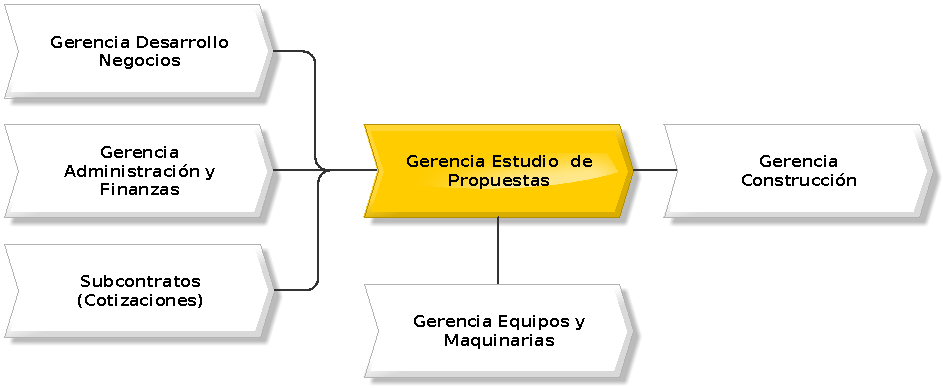 Gerencia Desarrollo
Negocios
Gerencia
Administración y
Finanzas
Subcontratos
(Cotizaciones)
Gerencia Estudio de
Propuestas
Gerencia Equipos y
Maquinarias
Gerencia
Construcción